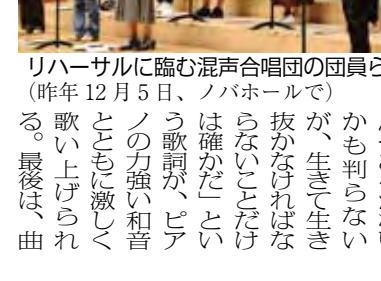 リハーサルに臨む混声合唱団の団員ら
（昨年 12 月 5 日、ノバホールで）
かも判らない
が、生きて生き
抜かなければな
らないことだけ
は確かだ」とい
う歌詞が、ピア
ノの力強い和音
とともに激しく
歌い上げられ
る。最後は、曲